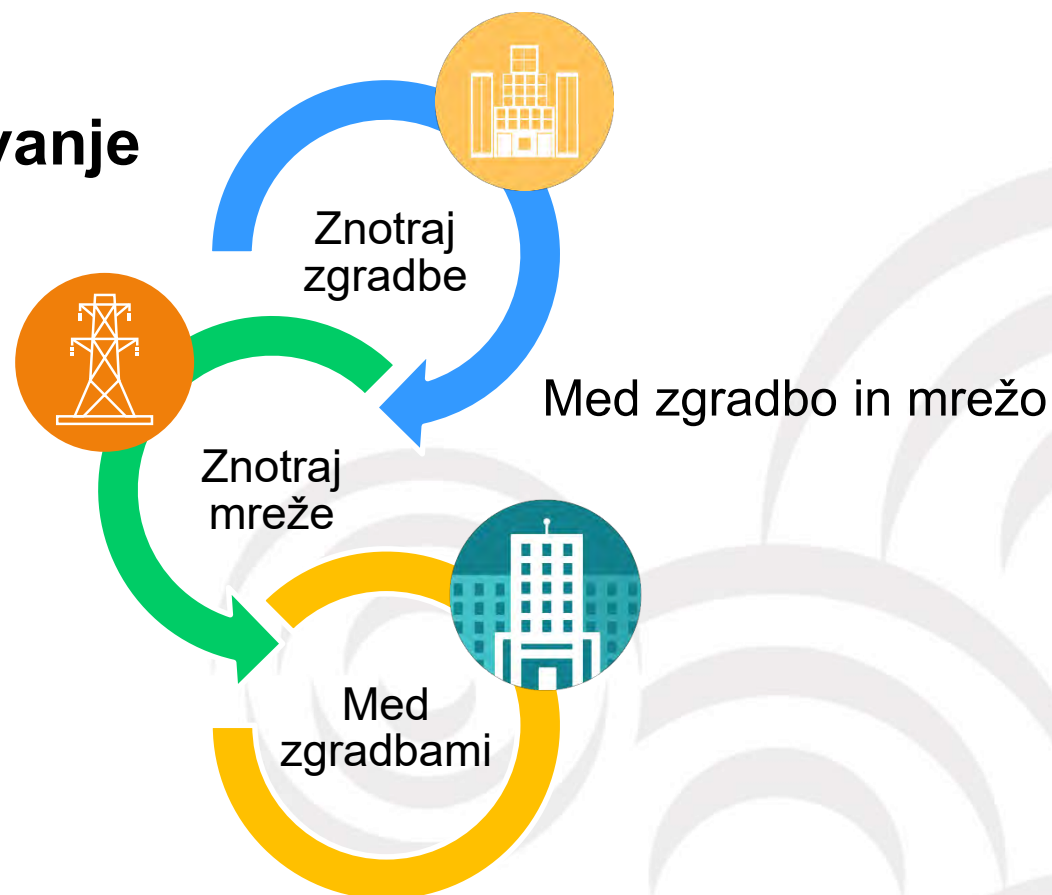 vanje
Znotraj
zgradbe
Med zgradbo in mrežo
Znotraj
mreže
Med
zgradbami